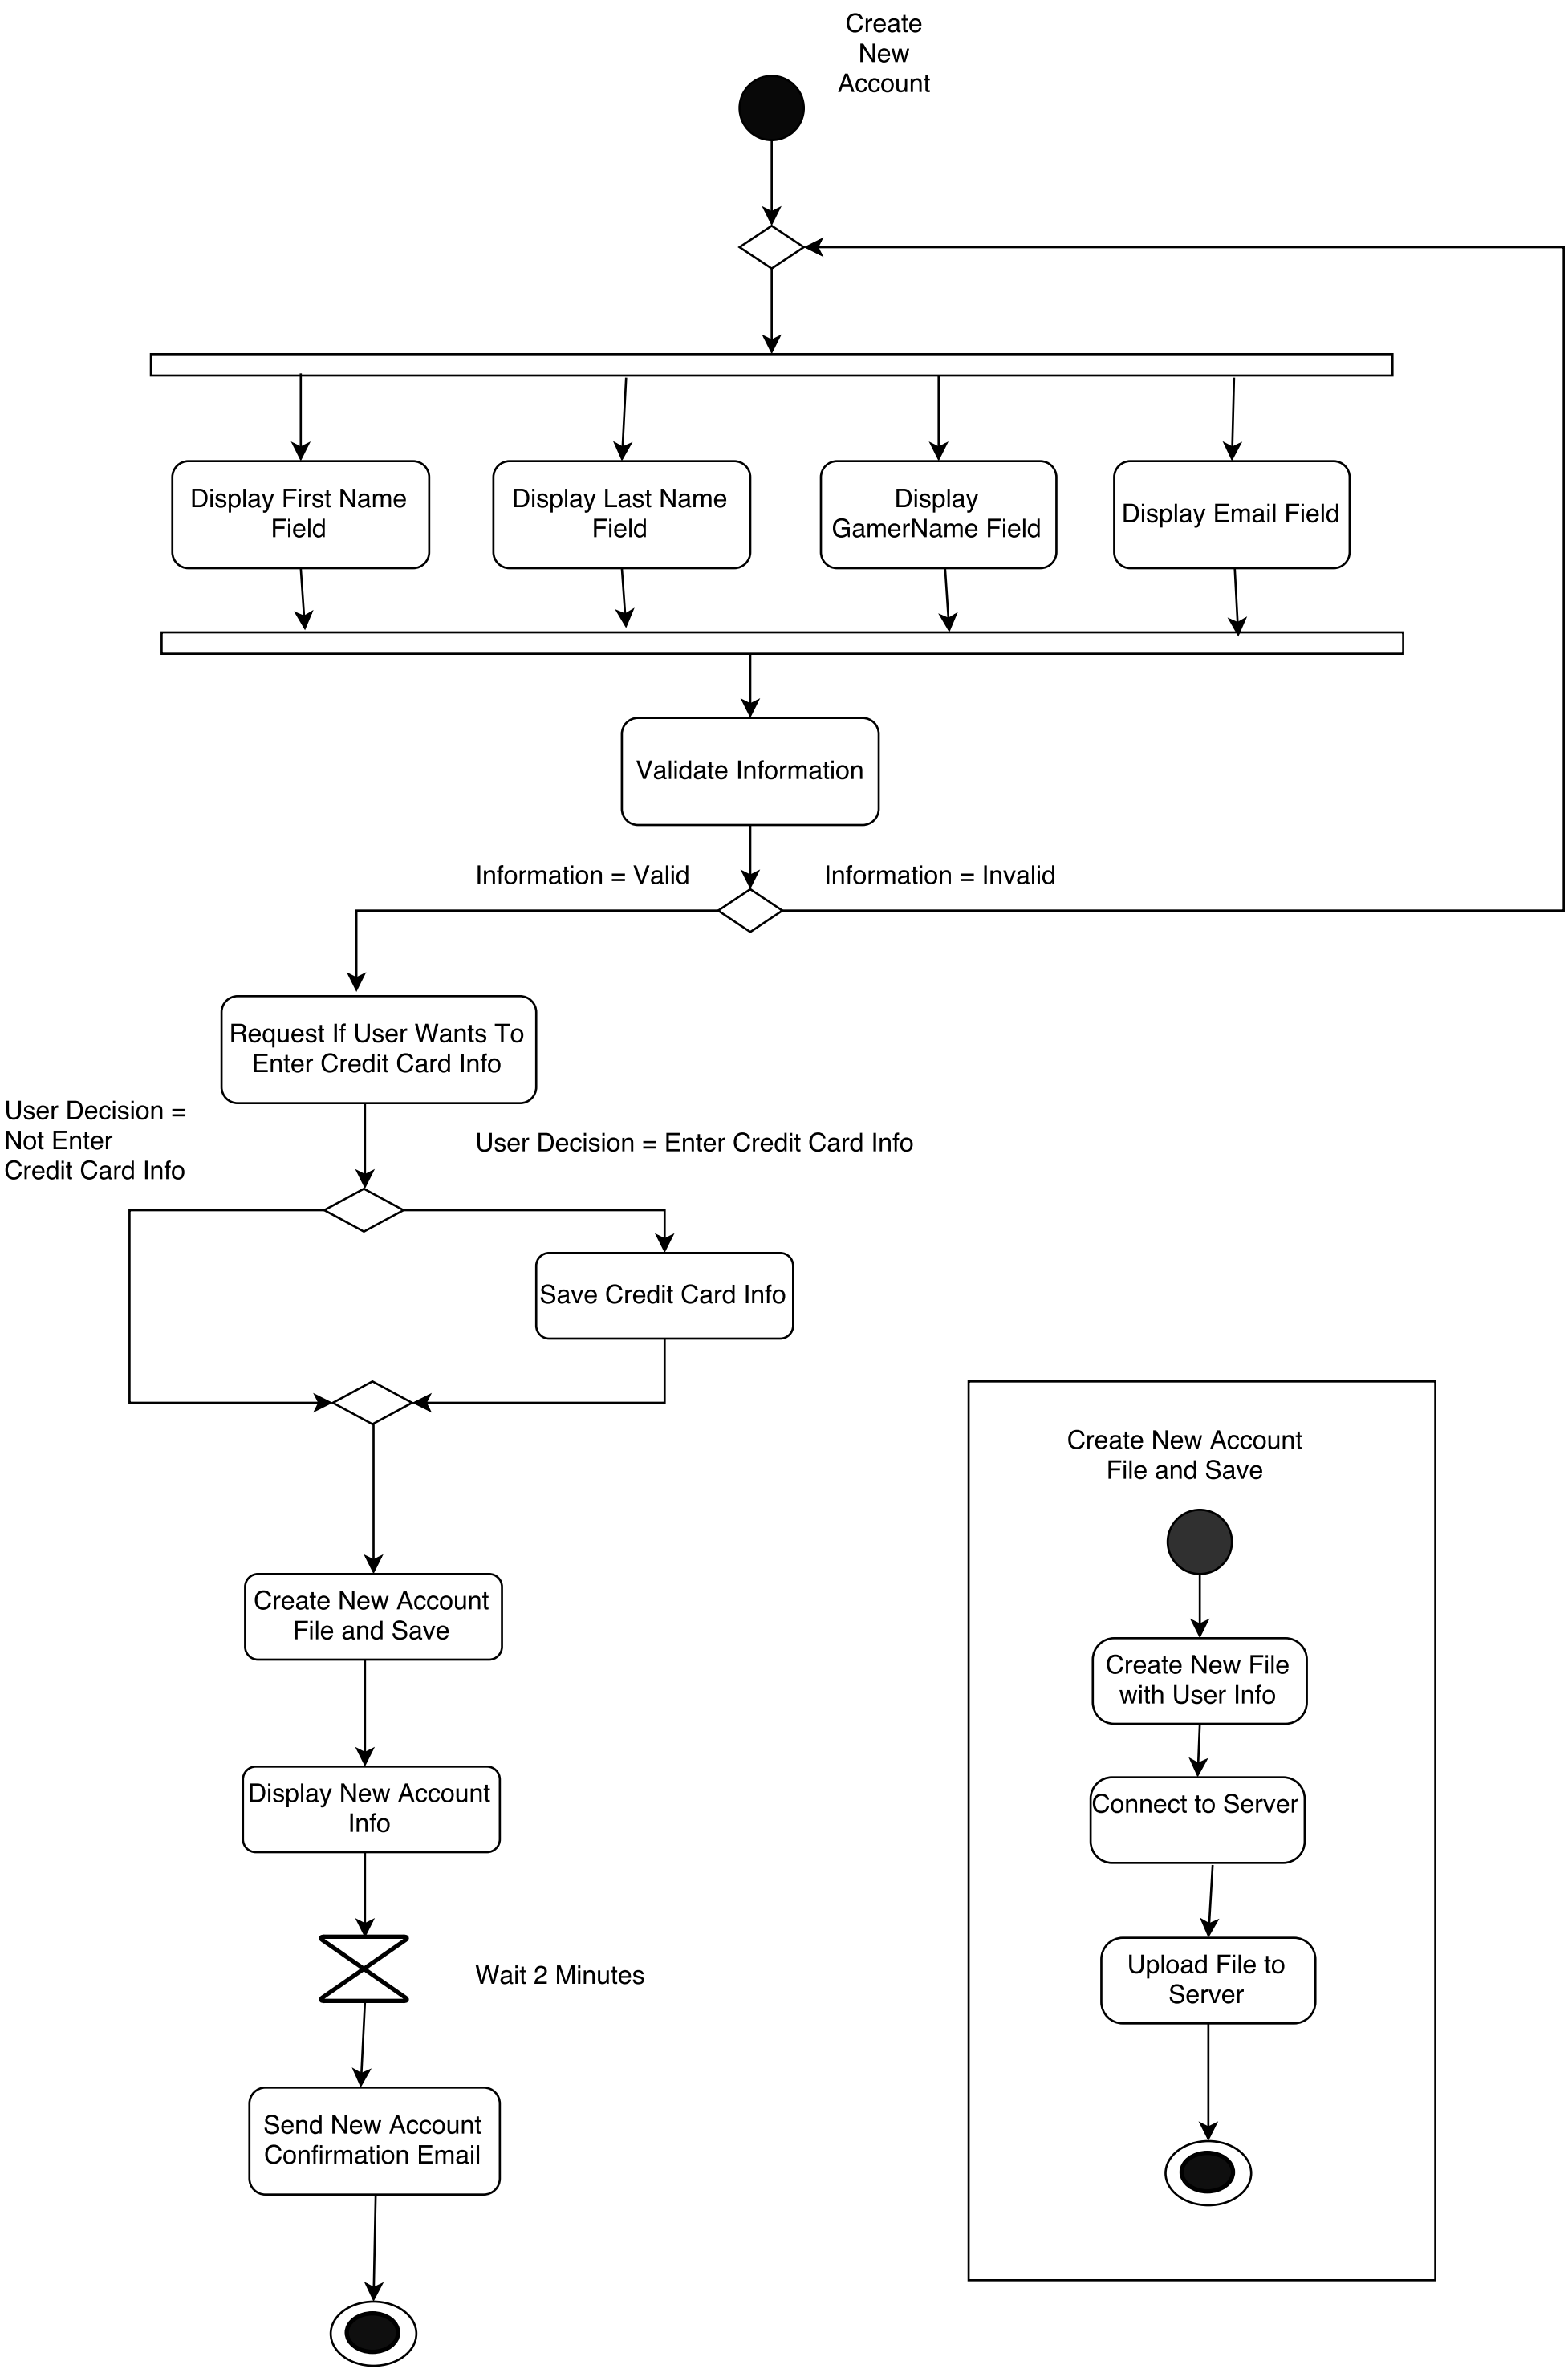 Create
New
Account
Display First Name
Field
Display Last Name
Field
Display
GamerName Field
Display Email Field
Validate Information
Information = Valid
Information = Invalid
Request If User Wants To
Enter Credit Card Info
User Decision =
Not Enter
Credit Card Info
User Decision = Enter Credit Card Info
Save Credit Card Info
Create New Account
File and Save
Display New Account
Info
Wait 2 Minutes
Send New Account
Confirmation Email
Create New Account
File and Save
Create New File
with User Info
Connect to Server
Upload File to
Server